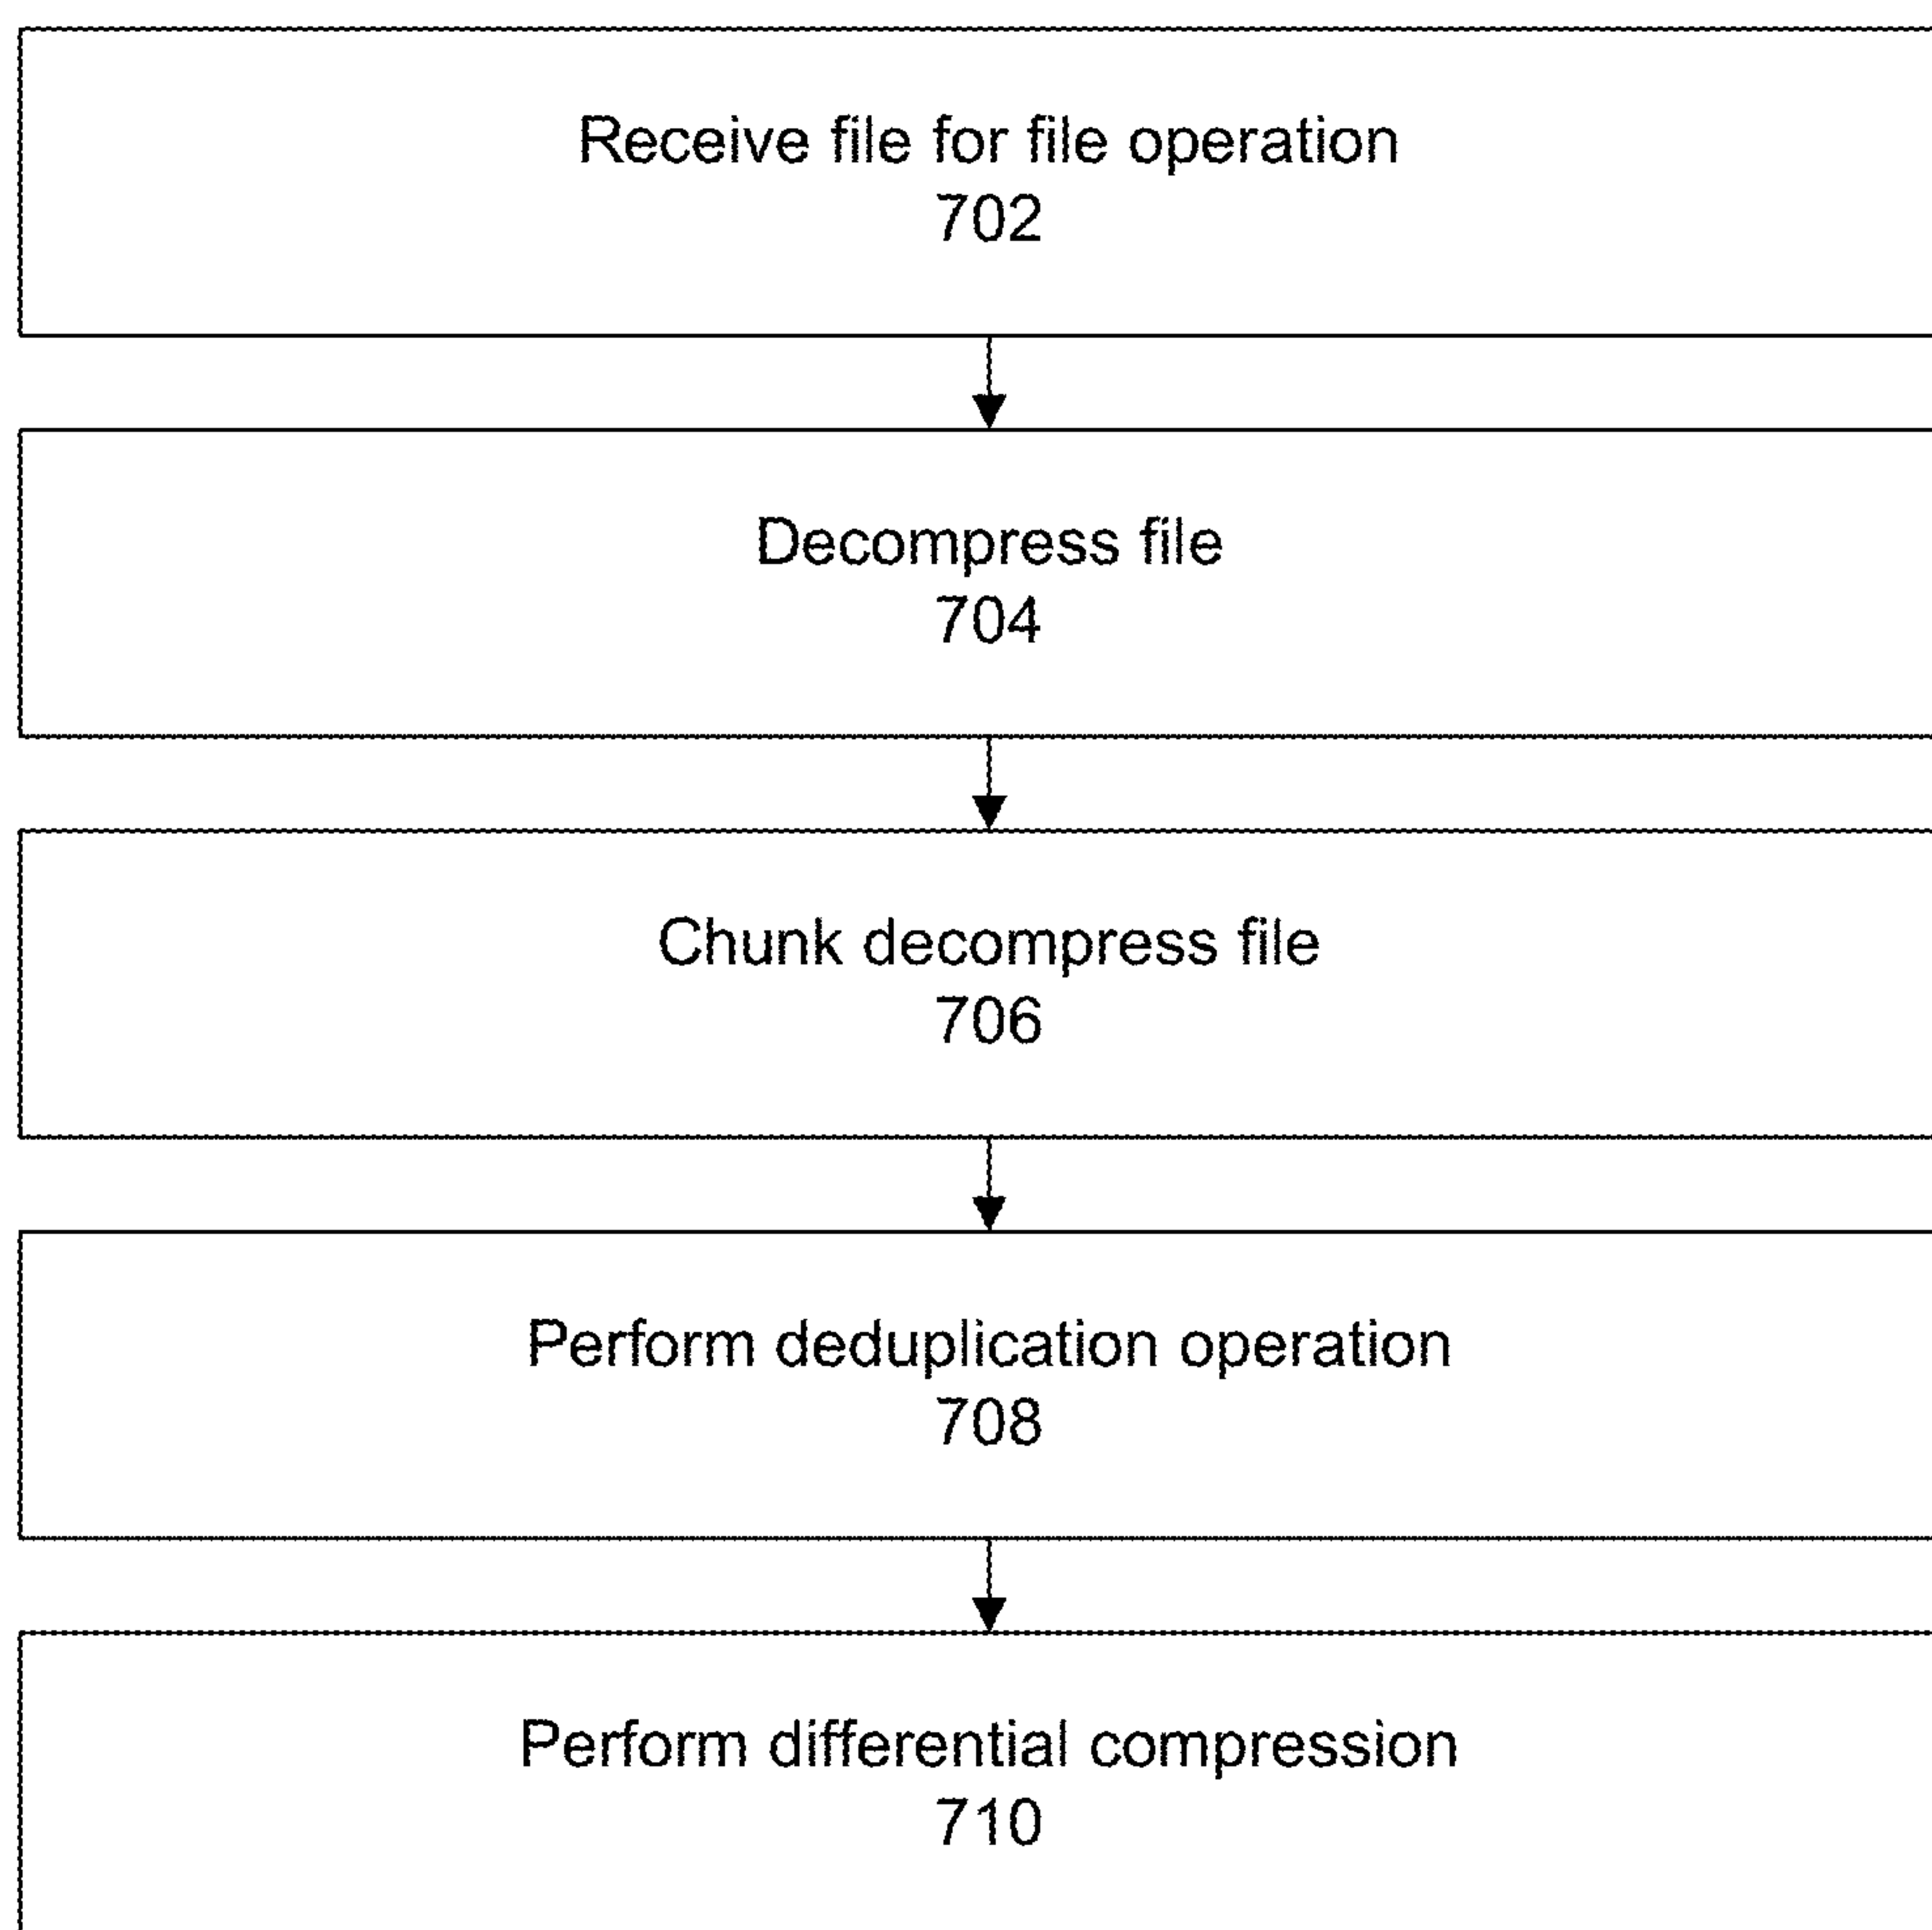 Receive file for file operation
702
Decompress file
704
Chunk decompress file
706
Perform deduplication operation
708
Perform differential compression
710